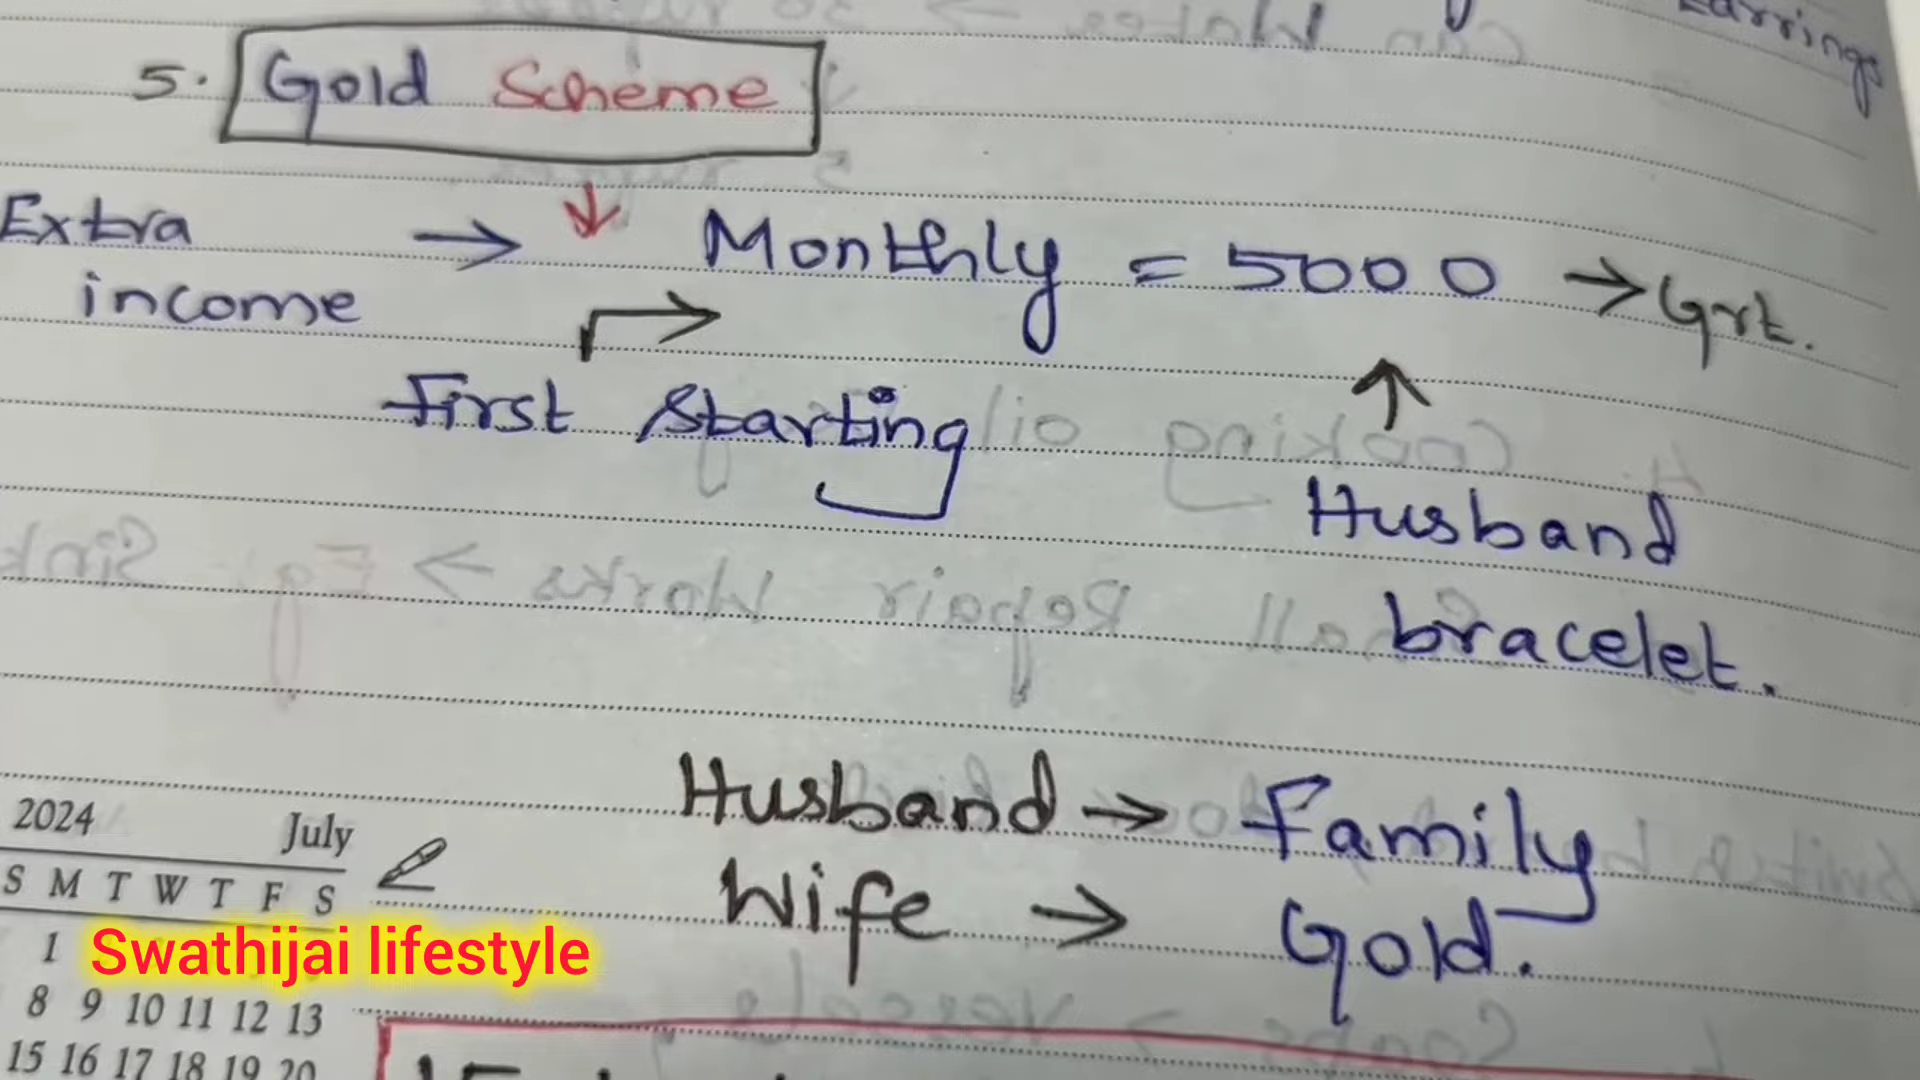 Earrings
5. Gold Scheme
Extra income → Monthly = 5000 → Grt.
First Starting
Husband bracelet.
Husband → Family
Wife → Gold.
2024 July
S M T W T F S
1
8 9 10 11 12 13
15 16 17 18 19 20
Swathijai lifestyle